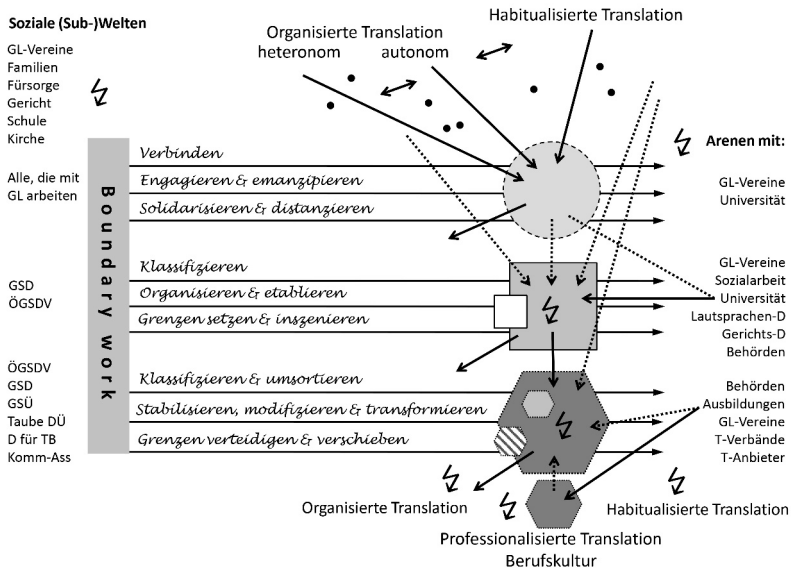 Soziale (Sub-)Welten
GL-Vereine
Familien
Fürsorge
Gericht
Schule
Kirche
Alle, die mit
GL arbeiten
GSD
ÖGSDV
ÖGSDV
GSD
GSÜ
Taube DÜ
D für TB
Komm-Ass
Boundary work
Organisierte Translation
heteronom autonom
Habitualisierte Translation
Verbinden
Engagieren & emanzipieren
Solidarisieren & distanzieren
Klassifizieren
Organisieren & etablieren
Grenzen setzen & inszenieren
Klassifizieren & umsortieren
Stabilisieren, modifizieren & transformieren
Grenzen verteidigen & verschieben
Arenen mit:
GL-Vereine
Universität
GL-Vereine
Sozialarbeit
Universität
Lautsprachen-D
Gerichts-D
Behörden
Behörden
Ausbildungen
GL-Vereine
T-Verbände
T-Anbieter
Organisierte Translation
Habitualisierte Translation
Professionalisierte Translation
Berufskultur